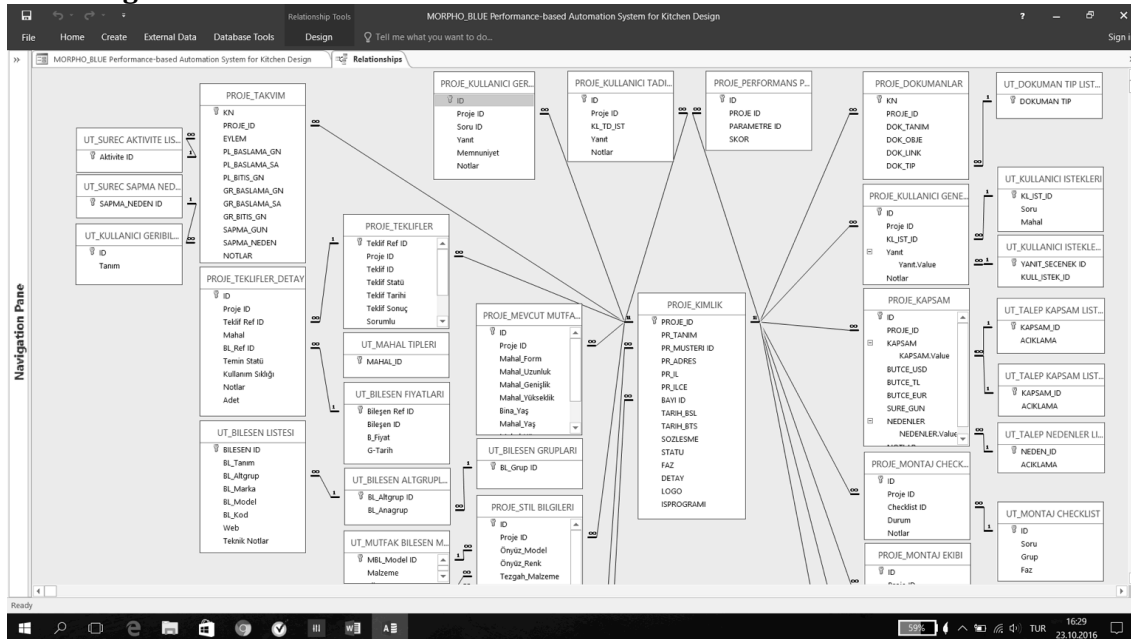 Relationship Tools
MORPHO_BLUE Performance-based Automation System for Kitchen Design
File Home Create External Data Database Tools Design Tell me what you want to do...
Sign i
MORPHO_BLUE Performance-based Automation System for Kitchen Design Relationships
Navigation Pane
PROJE_TAKVIM
KN
PROJE_ID
EYLEM
PL_BASLAMA_GN
PL_BASLAMA_SA
PL_BITIS_GN
GR_BASLAMA_GN
GR_BASLAMA_SA
GR_BITIS_GN
SAPMA_GUN
SAPMA_NEDEN
NOTLAR
UT_SUREC AKTIVITE LIS...
Aktivite ID
UT_SUREC SAPMA NED...
SAPMA_NEDEN ID
UT_KULLANICI GERIBIL...
ID
Tanım
PROJE_TEKLIFLER_DETAY
ID
Proje ID
Teklif Ref ID
Mahal
BL_Ref ID
Temin Statü
Kullanım Sıklığı
Notlar
Adet
UT_BILESEN LISTESI
BILESEN ID
BL_Tanım
BL_Altgrup
BL_Marka
BL_Model
BL_Kod
Web
Teknik Notlar
PROJE_TEKLIFLER
Teklif Ref ID
Proje ID
Teklif ID
Teklif Statü
Teklif Tarihi
Teklif Sonuç
Sorumlu
UT_MAHAL TIPLERI
MAHAL_ID
UT_BILESEN FIYATLARI
Bileşen Ref ID
Bileşen ID
B_Fiyat
G-Tarih
UT_BILESEN ALTGRUPL...
BL_Altgrup ID
BL_Anagrup
UT_MUTFAK BILESEN M...
MBL_Model ID
Malzeme
PROJE_KULLANICI GER...
ID
Proje ID
Soru ID
Yanıt
Memnuniyet
Notlar
PROJE_MEVCUT MUTFA...
ID
Proje ID
Mahal_Form
Mahal_Uzunluk
Mahal_Genişlik
Mahal_Yükseklik
Bina_Yaş
Mahal_Yaş
UT_BILESEN GRUPLARI
BL_Grup ID
PROJE_STIL BILGILERI
ID
Proje ID
Önyüz_Model
Önyüz_Renk
Tezgah_Malzeme
PROJE_KULLANICI TADI...
ID
Proje ID
KL_TD_IST
Yanıt
Notlar
PROJE_PERFORMANS P...
ID
PROJE ID
PARAMETRE ID
SKOR
PROJE_KIMLIK
PROJE_ID
PR_TANIM
PR_MUSTERI ID
PR_ADRES
PR_IL
PR_ILCE
BAYI ID
TARIH_BSL
TARIH_BTS
SOZLESME
STATU
FAZ
DETAY
LOGO
ISPROGRAMI
PROJE_DOKUMANLAR
KN
PROJE_ID
DOK_TANIM
DOK_OBJE
DOK_LINK
DOK_TIP
PROJE_KULLANICI GENE...
ID
Proje ID
KL_IST_ID
Yanıt
Yanıt.Value
Notlar
PROJE_KAPSAM
ID
PROJE_ID
KAPSAM
KAPSAM.Value
BUTCE_USD
BUTCE_TL
BUTCE_EUR
SURE_GUN
NEDENLER
NEDENLER.Value
PROJE_MONTAJ CHECK...
ID
Proje ID
Checklist ID
Durum
Notlar
PROJE_MONTAJ EKIBI
ID
UT_DOKUMAN TIP LIST...
DOKUMAN TIP
UT_KULLANICI ISTEKLERI
KL_IST_ID
Soru
Mahal
UT_KULLANICI ISTEKLE...
YANIT_SECENEK ID
KULL_ISTEK_ID
UT_TALEP KAPSAM LIST...
KAPSAM_ID
ACIKLAMA
UT_TALEP KAPSAM LIST...
KAPSAM_ID
ACIKLAMA
UT_TALEP NEDENLER LI...
NEDEN_ID
ACIKLAMA
UT_MONTAJ CHECKLIST
ID
Soru
Grup
Faz
Ready
59% TUR 16:29
23.10.2016